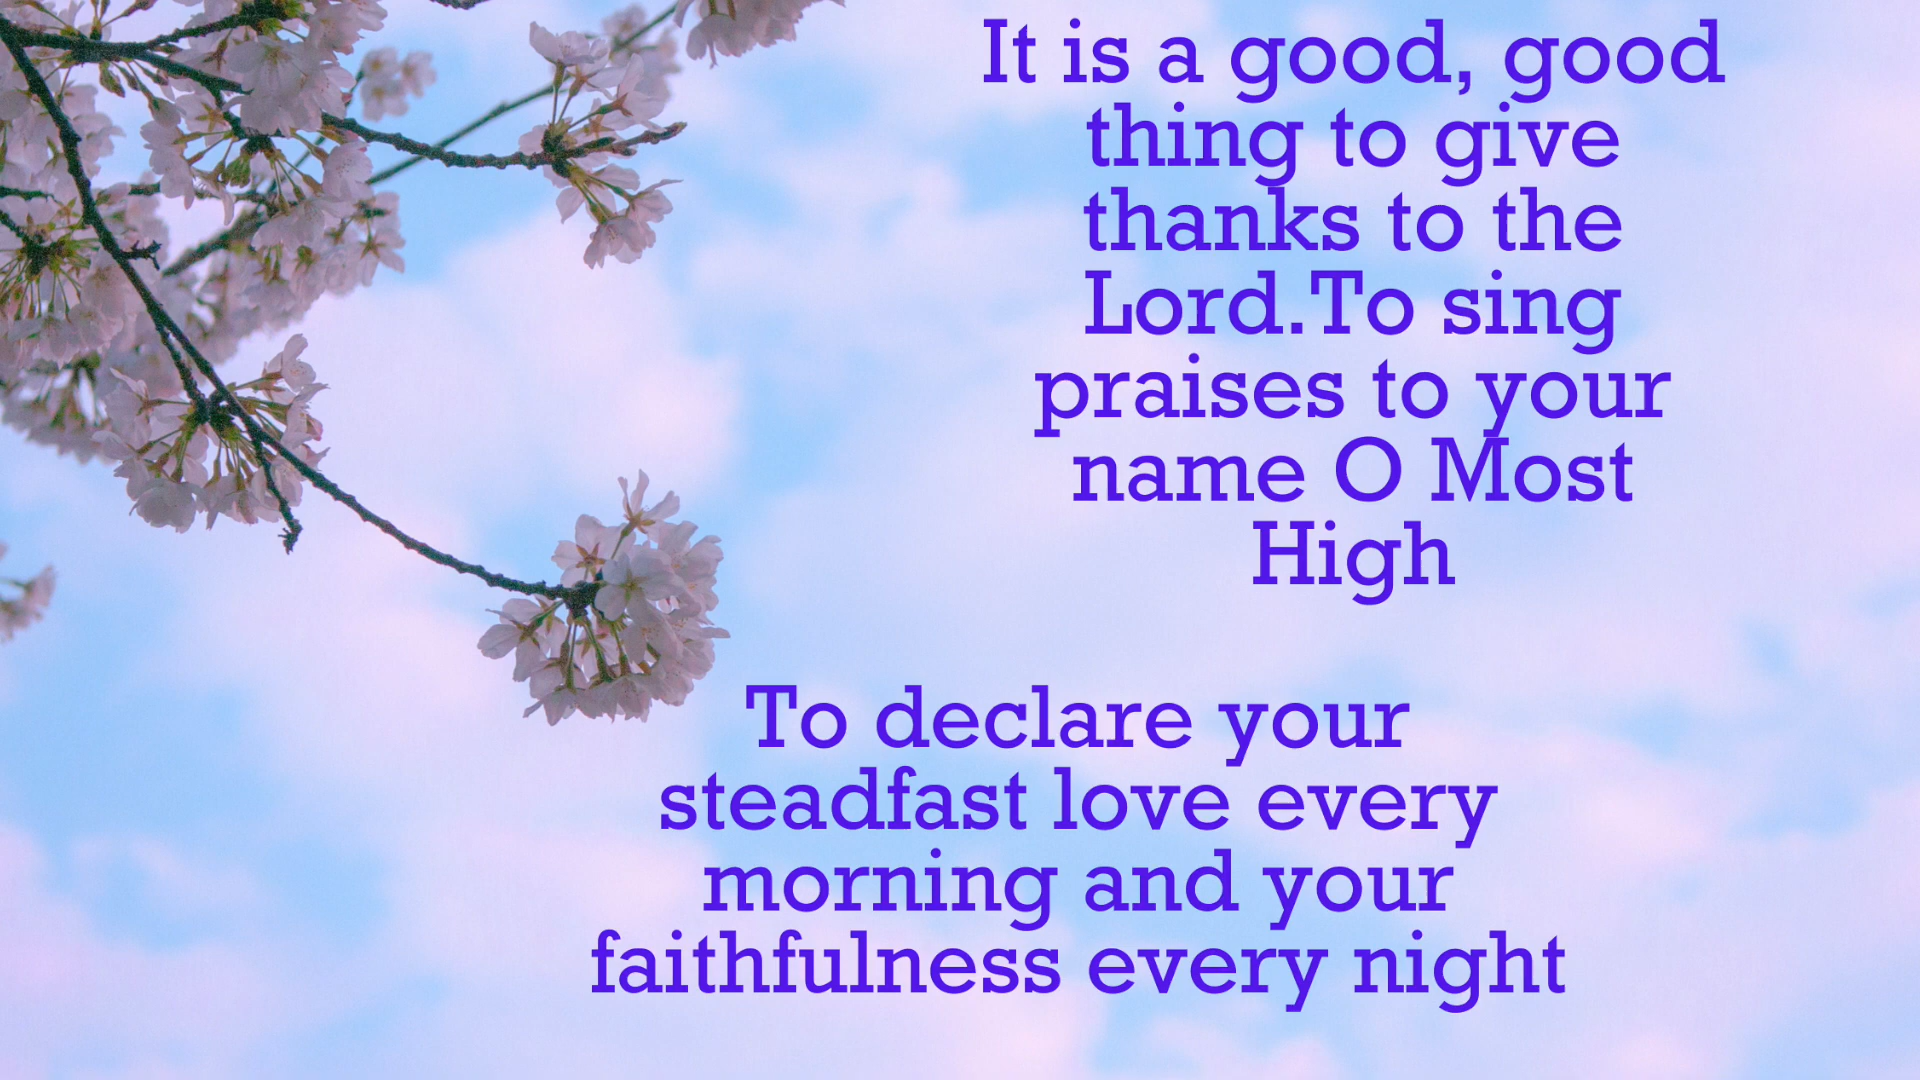 It is a good, good
thing to give
thanks to the
Lord.To sing
praises to your
name O Most
High
To declare your
steadfast love every
morning and your
faithfulness every night